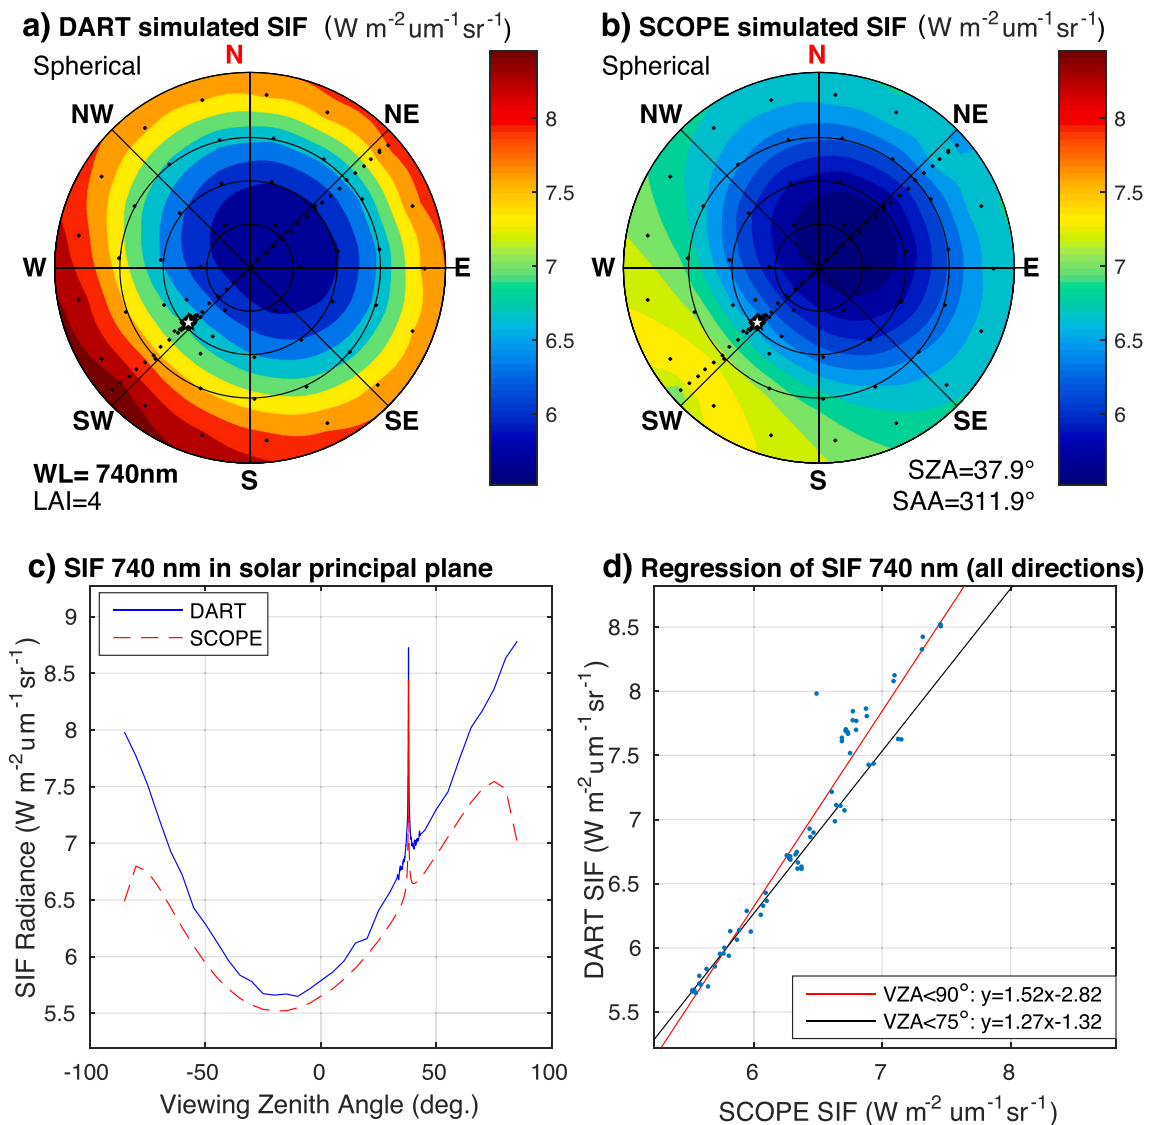 a) DART simulated SIF (W m-2um-1sr-1)
Spherical
N
NW
NE
W
E
SW
SE
S
WL= 740nm
LAI=4
8
7.5
7
6.5
6
b) SCOPE simulated SIF (W m-2um-1sr-1)
Spherical
N
NW
NE
W
E
SW
SE
S
SZA=37.9°
SAA=311.9°
8
7.5
7
6.5
6
c) SIF 740 nm in solar principal plane
DART
SCOPE
9
8.5
8
7.5
7
6.5
6
5.5
SIF Radiance (W m-2um-1sr-1)
-100
-50
0
50
100
Viewing Zenith Angle (deg.)
d) Regression of SIF 740 nm (all directions)
8.5
8
7.5
7
6.5
6
5.5
DART SIF (W m-2um-1sr-1)
VZA<90°: y=1.52x-2.82
VZA<75°: y=1.27x-1.32
6
7
8
SCOPE SIF (W m-2 um-1sr-1)